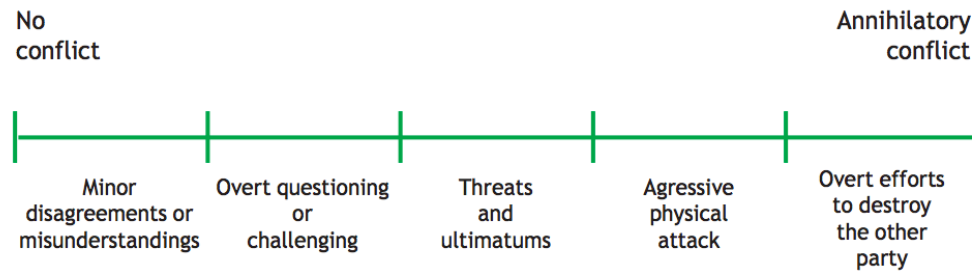 No
conflict
Annihilatory
conflict
Minor
disagreements or
misunderstandings
Overt questioning
or
challenging
Threats
and
ultimatums
Agressive
physical
attack
Overt efforts
to destroy
the other
party